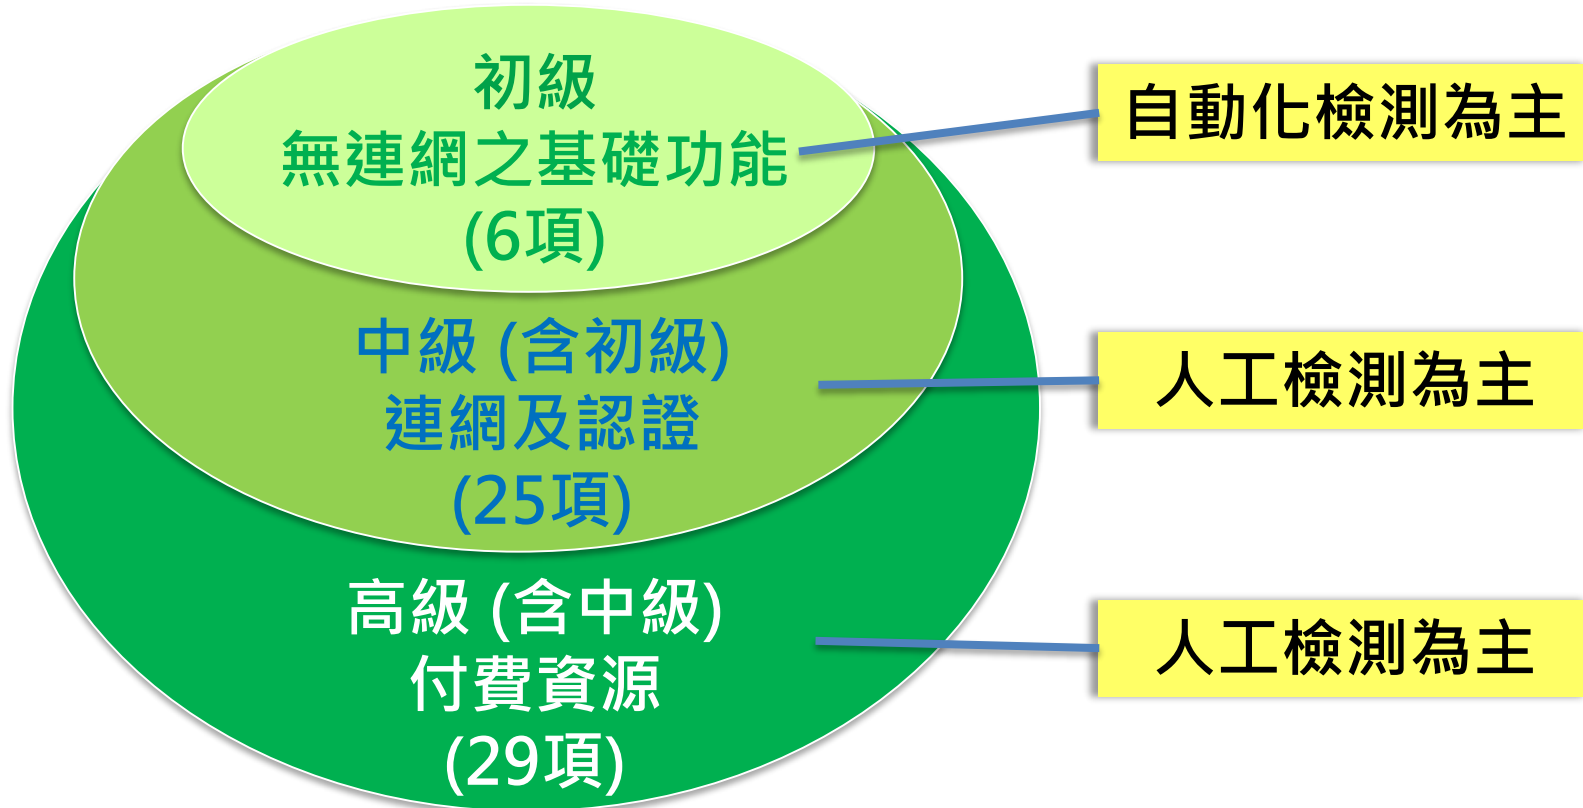 初級
無連網之基礎功能
(6項)
自動化檢測為主
中級 (含初級)
連網及認證
(25項)
人工檢測為主
高級 (含中級)
付費資源
(29項)
人工檢測為主